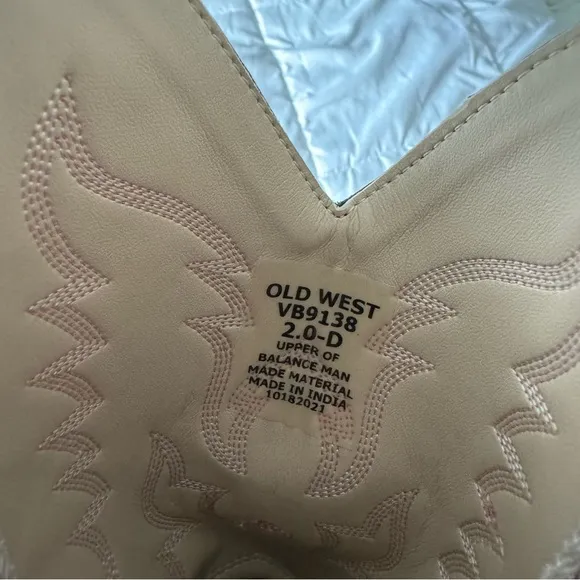 OLD WEST
VB9138
2.0-D
UPPER OF
BALANCE MAN
MADE MATERIAL
MADE IN INDIA
10182021